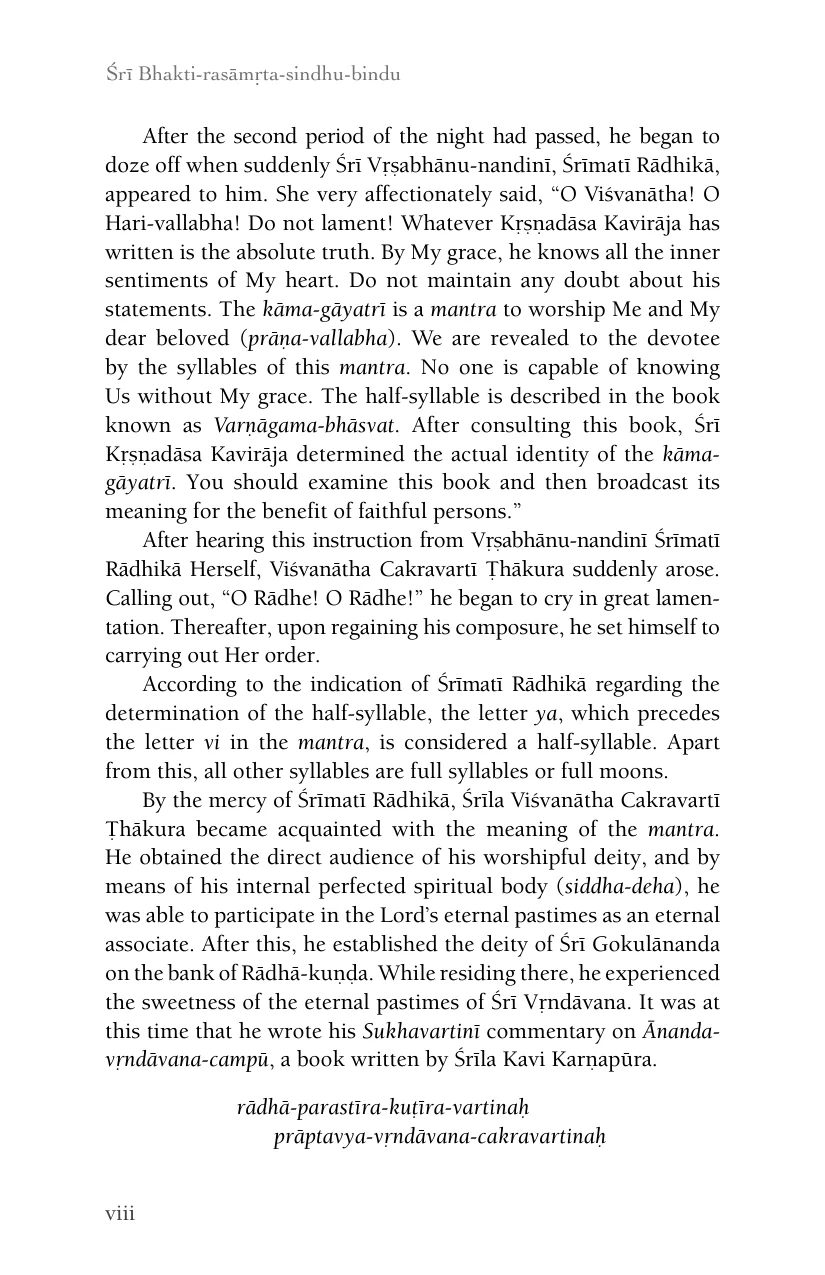 Śrī Bhakti-rasāmṛta-sindhu-bindu
After the second period of the night had passed, he began to
doze off when suddenly Śrī Vṛṣabhānu-nandinī, Śrīmatī Rādhikā,
appeared to him. She very affectionately said, “O Viśvanātha! O
Hari-vallabha! Do not lament! Whatever Kṛṣṇadāsa Kavirāja has
written is the absolute truth. By My grace, he knows all the inner
sentiments of My heart. Do not maintain any doubt about his
statements. The kāma-gāyatrī is a mantra to worship Me and My
dear beloved (prāṇa-vallabha). We are revealed to the devotee
by the syllables of this mantra. No one is capable of knowing
Us without My grace. The half-syllable is described in the book
known as Varṇāgama-bhāsvat. After consulting this book, Śrī
Kṛṣṇadāsa Kavirāja determined the actual identity of the kāma-
gāyatrī. You should examine this book and then broadcast its
meaning for the benefit of faithful persons.”
After hearing this instruction from Vṛṣabhānu-nandinī Śrīmatī
Rādhikā Herself, Viśvanātha Cakravartī Ṭhākura suddenly arose.
Calling out, “O Rādhe! O Rādhe!” he began to cry in great lamen-
tation. Thereafter, upon regaining his composure, he set himself to
carrying out Her order.
According to the indication of Śrīmatī Rādhikā regarding the
determination of the half-syllable, the letter ya, which precedes
the letter vi in the mantra, is considered a half-syllable. Apart
from this, all other syllables are full syllables or full moons.
By the mercy of Śrīmatī Rādhikā, Śrīla Viśvanātha Cakravartī
Ṭhākura became acquainted with the meaning of the mantra.
He obtained the direct audience of his worshipful deity, and by
means of his internal perfected spiritual body (siddha-deha), he
was able to participate in the Lord’s eternal pastimes as an eternal
associate. After this, he established the deity of Śrī Gokulānanda
on the bank of Rādhā-kuṇḍa. While residing there, he experienced
the sweetness of the eternal pastimes of Śrī Vṛndāvana. It was at
this time that he wrote his Sukhavartinī commentary on Ānanda-
vṛndāvana-campū, a book written by Śrīla Kavi Karṇapūra.
rādhā-parastīra-kuṭīra-vartinaḥ
prāptavya-vṛndāvana-cakravartinaḥ
viii